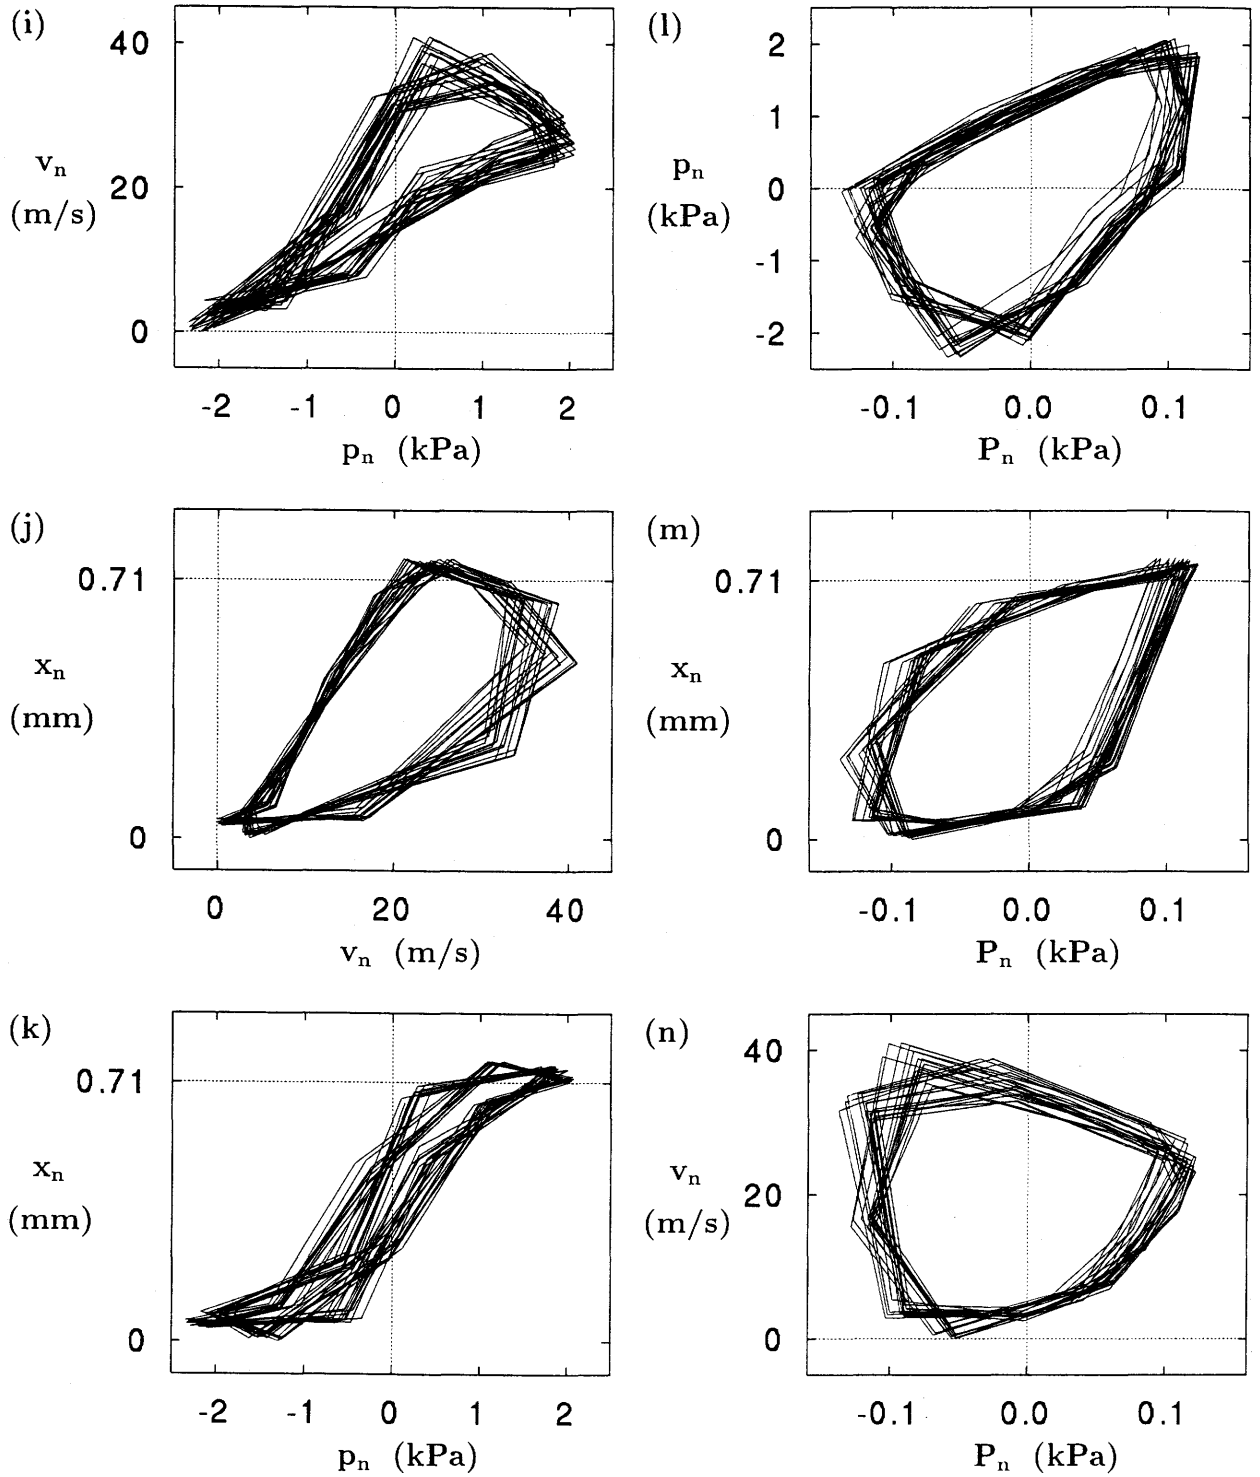 (i)
40
20
0
v_n
(m/s)
-2 -1 0 1 2
p_n (kPa)
(l)
2
1
0
-1
-2
p_n
(kPa)
-0.1 0.0 0.1
P_n (kPa)
(j)
0.71
0
x_n
(mm)
0 20 40
v_n (m/s)
(m)
0.71
0
x_n
(mm)
-0.1 0.0 0.1
P_n (kPa)
(k)
0.71
0
x_n
(mm)
-2 -1 0 1 2
p_n (kPa)
(n)
40
20
0
v_n
(m/s)
-0.1 0.0 0.1
P_n (kPa)